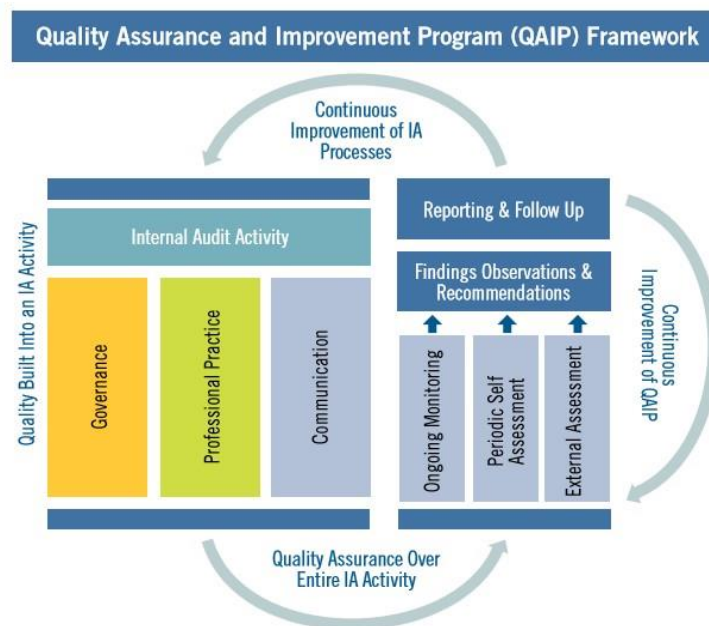 Quality Assurance and Improvement Program (QAIP) Framework
Continuous
Improvement of IA
Processes
Quality Built Into an IA Activity
Internal Audit Activity
Governance
Professional Practice
Communication
Reporting & Follow Up
Findings Observations &
Recommendations
Ongoing Monitoring
Periodic Self
Assessment
External Assessment
Continuous
Improvement of QAIP
Quality Assurance Over
Entire IA Activity